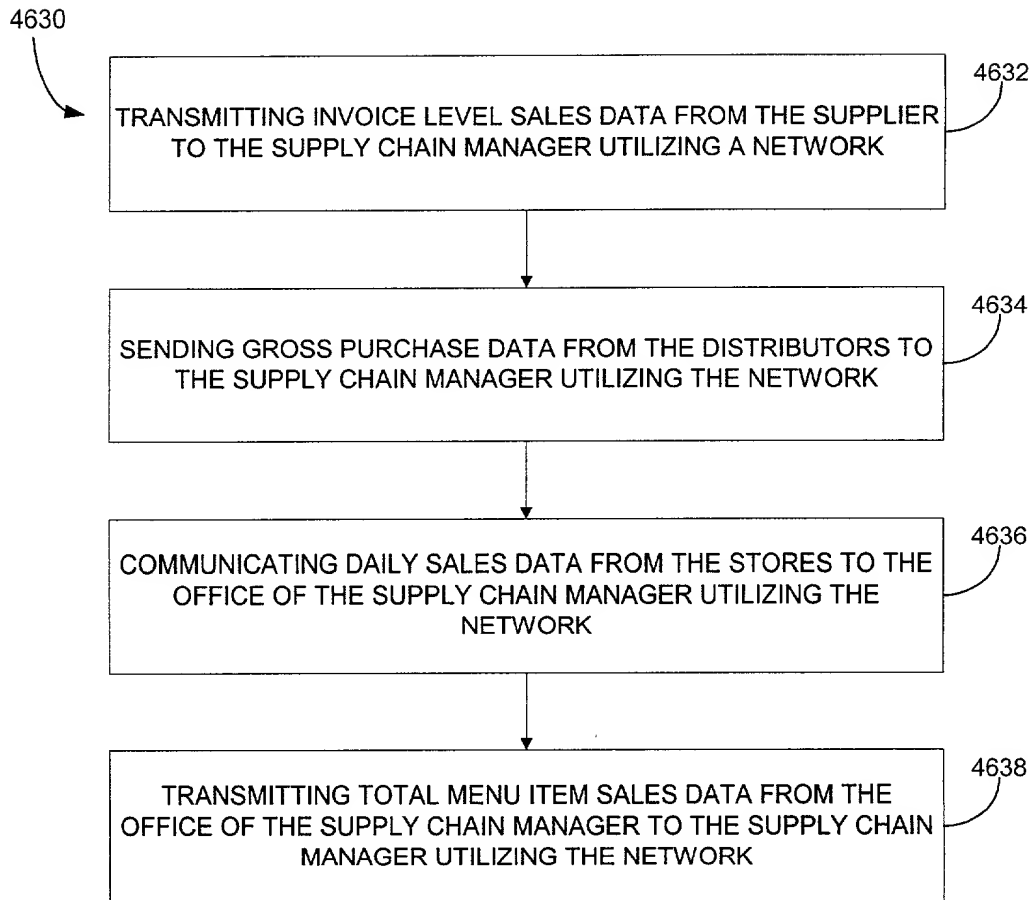 4630
4632
TRANSMITTING INVOICE LEVEL SALES DATA FROM THE SUPPLIER
TO THE SUPPLY CHAIN MANAGER UTILIZING A NETWORK
4634
SENDING GROSS PURCHASE DATA FROM THE DISTRIBUTORS TO
THE SUPPLY CHAIN MANAGER UTILIZING THE NETWORK
4636
COMMUNICATING DAILY SALES DATA FROM THE STORES TO THE
OFFICE OF THE SUPPLY CHAIN MANAGER UTILIZING THE
NETWORK
4638
TRANSMITTING TOTAL MENU ITEM SALES DATA FROM THE
OFFICE OF THE SUPPLY CHAIN MANAGER TO THE SUPPLY CHAIN
MANAGER UTILIZING THE NETWORK